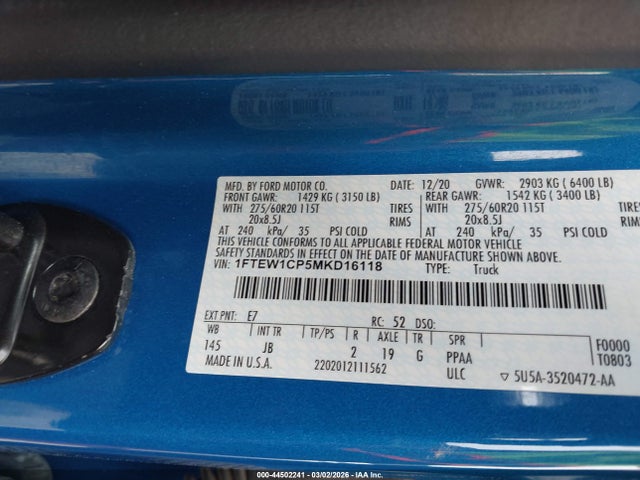 MFD. BY FORD MOTOR CO. DATE: 12/20 GVWR: 2903 KG ( 6400 LB)
FRONT GAWR: 1429 KG ( 3150 LB) REAR GAWR: 1542 KG ( 3400 LB)
WITH 275/60R20 115T TIRES WITH 275/60R20 115T TIRES
20x8.5J RIMS 20x8.5J RIMS
AT 240 kPa/ 35 PSI COLD AT 240 kPa/ 35 PSI COLD
THIS VEHICLE CONFORMS TO ALL APPLICABLE FEDERAL MOTOR VEHICLE
SAFETY STANDARDS IN EFFECT ON THE DATE OF MANUFACTURE SHOWN ABOVE.
VIN: 1FTEW1CP5MKD16118 TYPE: Truck
EXT PNT: E7 RC: 52 DSO: F0000
WB INT TR TP/PS R AXLE TR SPR T0803
145 JB 2 19 G PPAA
MADE IN U.S.A. 2202012111562 ULC ▽ 5U5A-3520472-AA
000-44502241 - 03/02/2026 - IAAI.COM